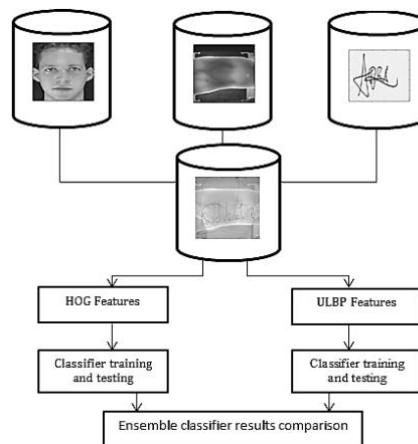 HOG Features
ULBP Features
Classifier training
and testing
Classifier training
and testing
Ensemble classifier results comparison